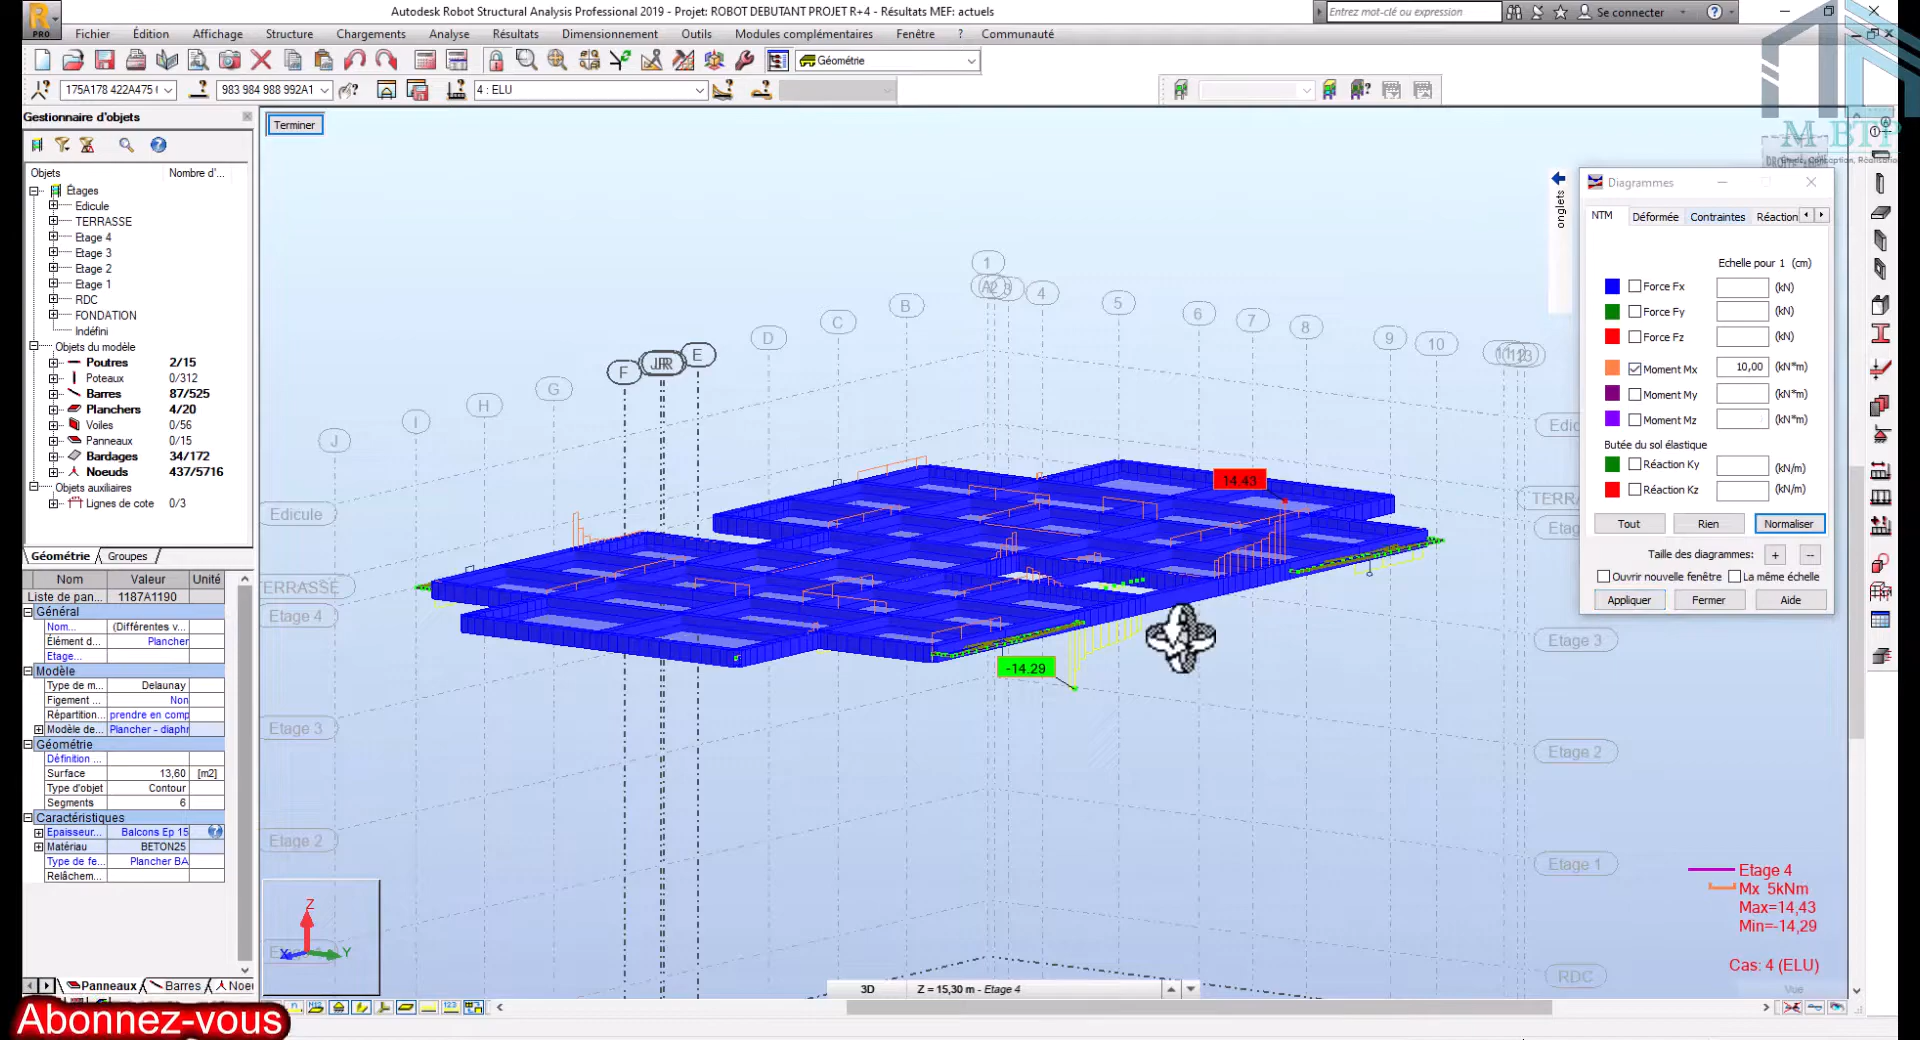 Autodesk Robot Structural Analysis Professional 2019 - Projet: ROBOT DEBUTANT PROJET R+4 - Résultats MEF: actuels
Entrez mot-clé ou expression
Se connecter
PRO
Fichier Édition Affichage Structure Chargements Analyse Résultats Dimensionnement Outils Modules complémentaires Fenêtre ? Communauté
Géométrie
175A178 422A475
983 984 988 992A1
4 : ELU
M BTP
Gestionnaire d'objets
Terminer
Objets Nombre d'...
Étages
Edicule
TERRASSE
Etage 4
Etage 3
Etage 2
Etage 1
RDC
FONDATION
Indéfini
Objets du modèle
Poutres 2/15
Poteaux 0/312
Barres 87/525
Planchers 4/20
Voiles 0/56
Panneaux 0/15
Bardages 34/172
Noeuds 437/5716
Objets auxiliaires
Lignes de cote 0/3
Géométrie Groupes
Nom Valeur Unité
Liste de pan... 1187A1190
Général
Nom... (Différentes v...
Élément d... Plancher
Etage...
Modèle
Type de m... Delaunay
Figement ... Non
Répartition... prendre en comp
Modèle de... Plancher - diaphr
Géométrie
Définition ...
Surface 13,60 [m2]
Type d'objet Contour
Segments 6
Caractéristiques
Epaisseur... Balcons Ep 15
Matériau BETON25
Type de fe... Plancher BA
Relâchem...
Panneaux Barres Noe
Abonnez-vous
1
4
5
6
7
8
9
10
A
B
C
D
E
F
G
H
I
J
Edicule
TERRASSE
Etage 4
Etage 3
Etage 2
14.43
-14.29
Edic
TERR
Etag
Etage 3
Etage 2
Etage 1
RDC
Z
X
Y
3D Z = 15,30 m - Etage 4
onglets
Diagrammes
NTM Déformée Contraintes Réaction
Echelle pour 1 (cm)
Force Fx (kN)
Force Fy (kN)
Force Fz (kN)
Moment Mx 10,00 (kN*m)
Moment My (kN*m)
Moment Mz (kN*m)
Butée du sol élastique
Réaction Ky (kN/m)
Réaction Kz (kN/m)
Tout Rien Normaliser
Taille des diagrammes: + --
Ouvrir nouvelle fenêtre La même échelle
Appliquer Fermer Aide
Etage 4
Mx 5kNm
Max=14,43
Min=-14,29
Cas: 4 (ELU)
Vue